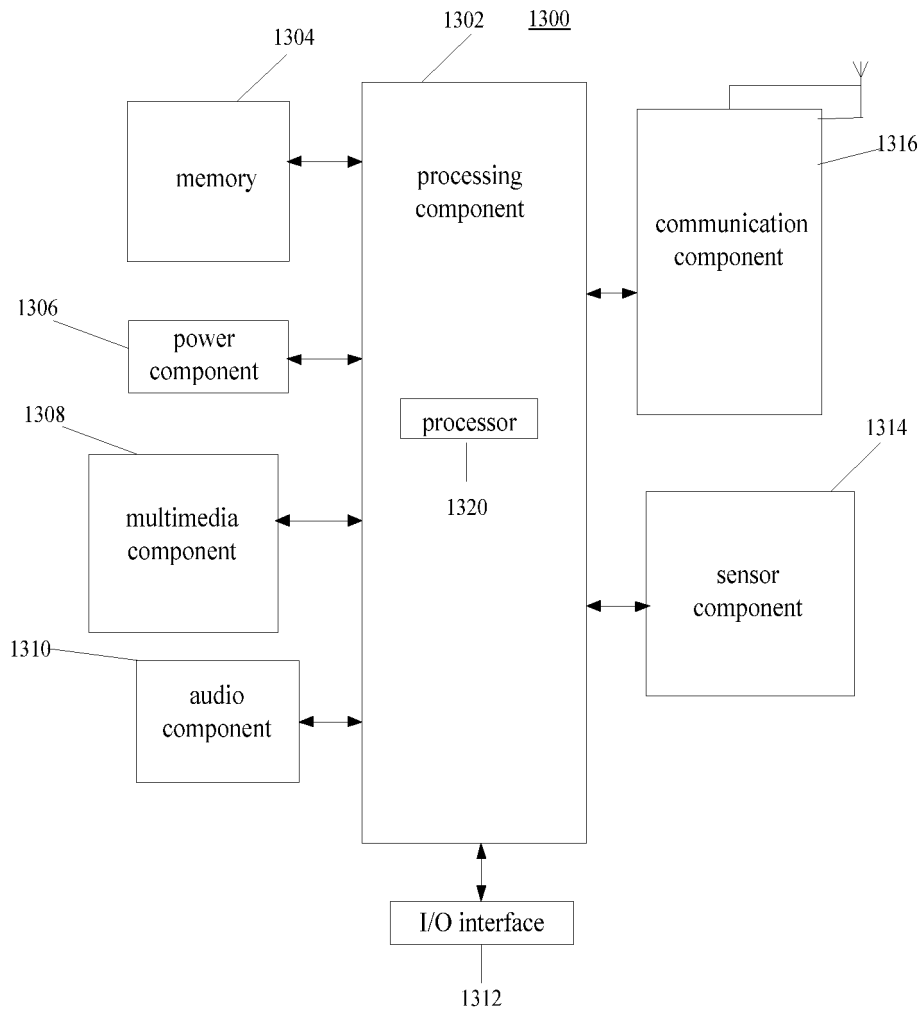 1302
1300
1304
memory
processing
component
1316
communication
component
1306
power
component
1308
processor
1320
1314
multimedia
component
sensor
component
1310
audio
component
I/O interface
1312